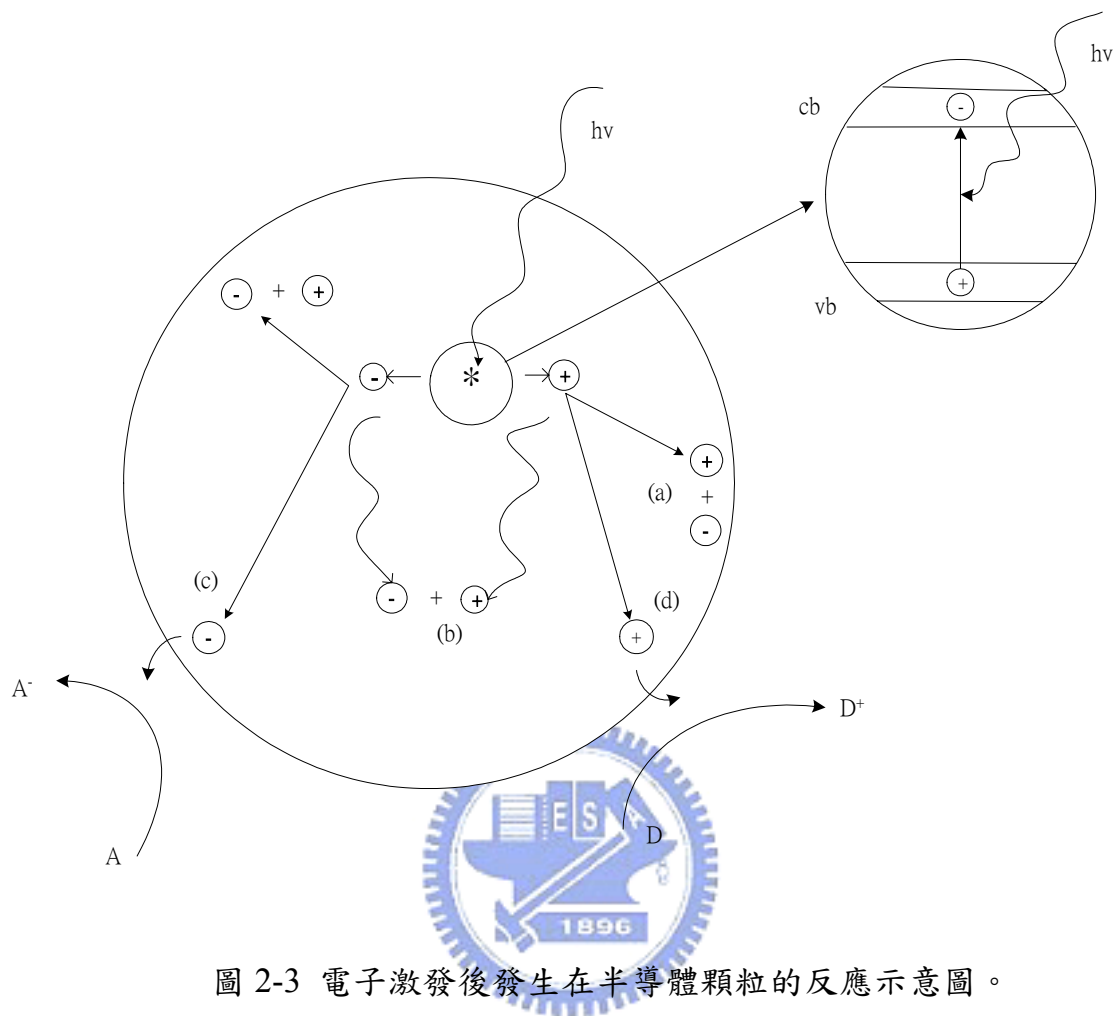 hv
hv
cb
-
+
vb
- + +
-
*
+
+
(a)
+
-
(c)
- + +
(b)
(d)
-
+
A-
D+
A
D
E S A
1896
圖 2-3 電子激發後發生在半導體顆粒的反應示意圖。